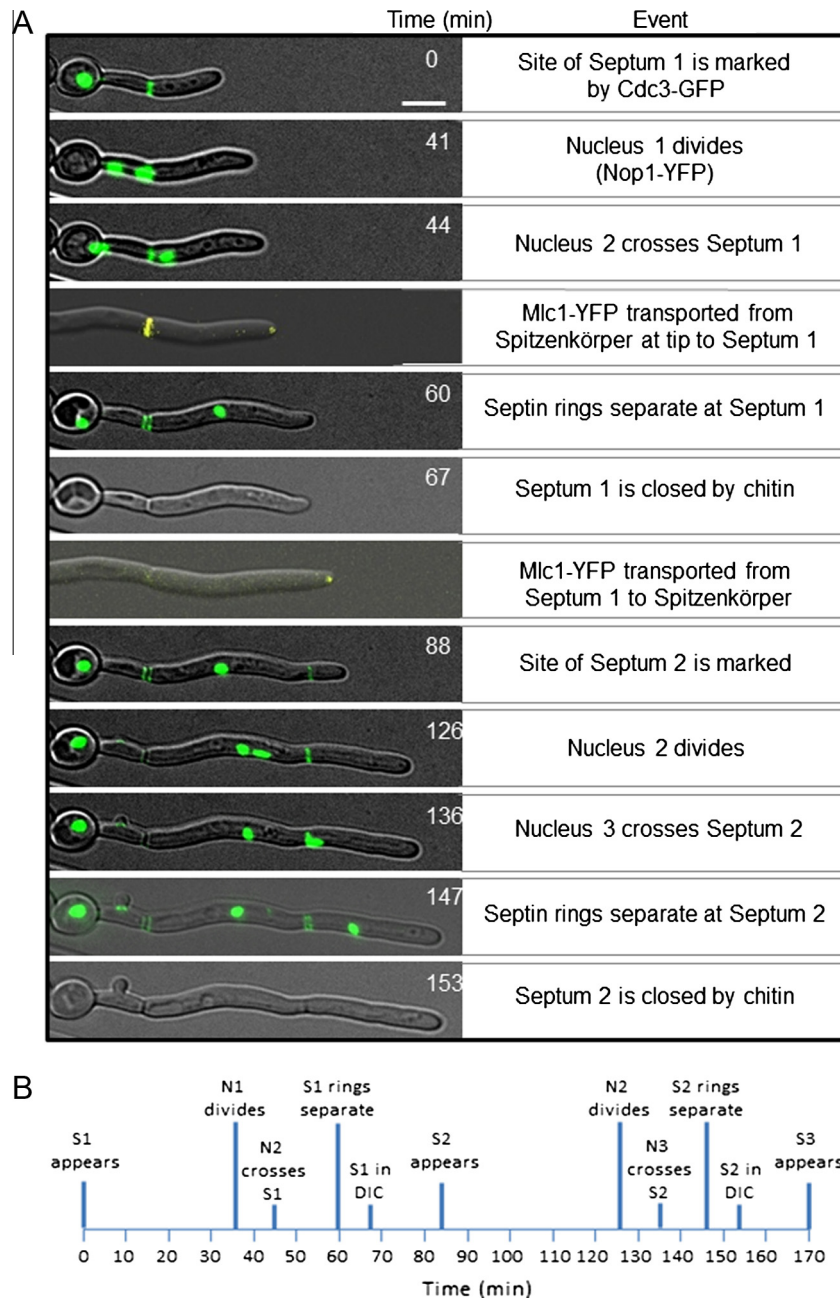 A
Time (min) Event
0
Site of Septum 1 is marked
by Cdc3-GFP
41
Nucleus 1 divides
(Nop1-YFP)
44
Nucleus 2 crosses Septum 1
Mlc1-YFP transported from
Spitzenkörper at tip to Septum 1
60
Septin rings separate at Septum 1
67
Septum 1 is closed by chitin
Mlc1-YFP transported from
Septum 1 to Spitzenkörper
88
Site of Septum 2 is marked
126
Nucleus 2 divides
136
Nucleus 3 crosses Septum 2
147
Septin rings separate at Septum 2
153
Septum 2 is closed by chitin
B
S1
appears
N1
divides
N2
crosses
S1
S1 rings
separate
S1 in
DIC
S2
appears
N2
divides
N3
crosses
S2
S2 rings
separate
S2 in
DIC
S3
appears
0 10 20 30 40 50 60 70 80 90 100 110 120 130 140 150 160 170
Time (min)